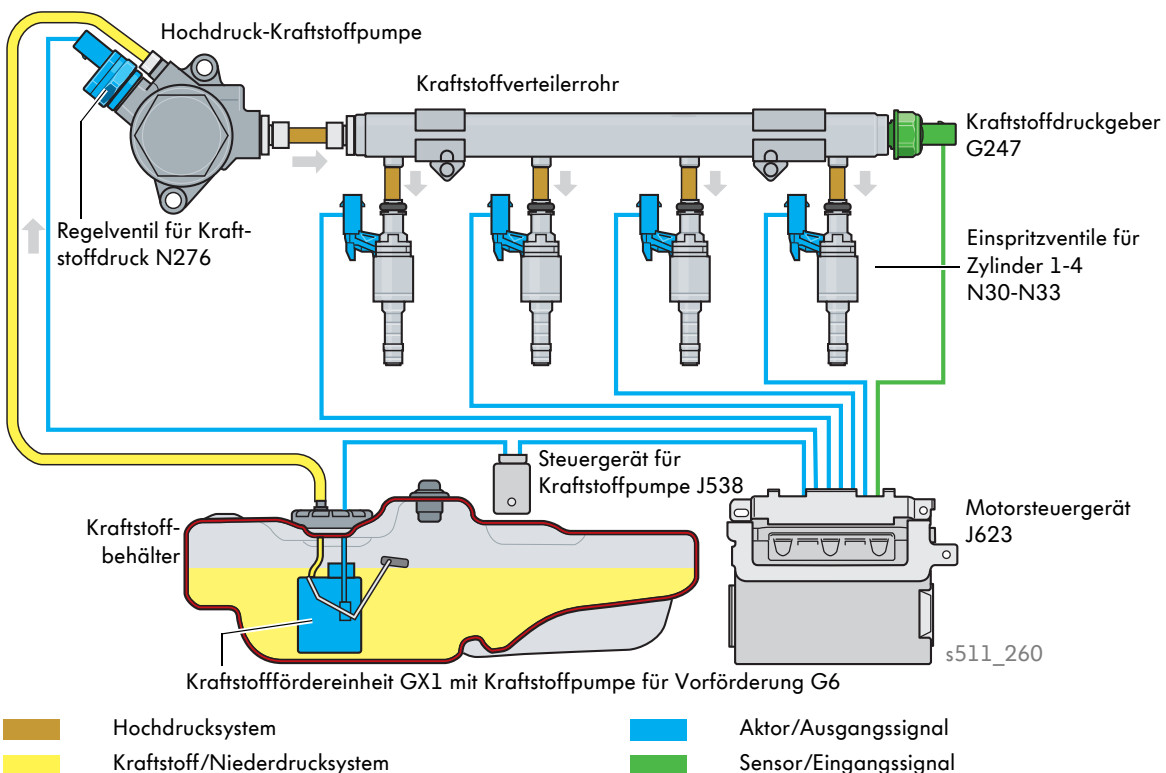 Hochdruck-Kraftstoffpumpe
Kraftstoffverteilerrohr
Kraftstoffdruckgeber
G247
Regelventil für Kraft-
stoffdruck N276
Einspritzventile für
Zylinder 1-4
N30-N33
Steuergerät für
Kraftstoffpumpe J538
Motorsteuergerät
J623
Kraftstoff-
behälter
s511_260
Kraftstofffördereinheit GX1 mit Kraftstoffpumpe für Vorförderung G6
Hochdrucksystem
Aktor/Ausgangssignal
Kraftstoff/Niederdrucksystem
Sensor/Eingangssignal